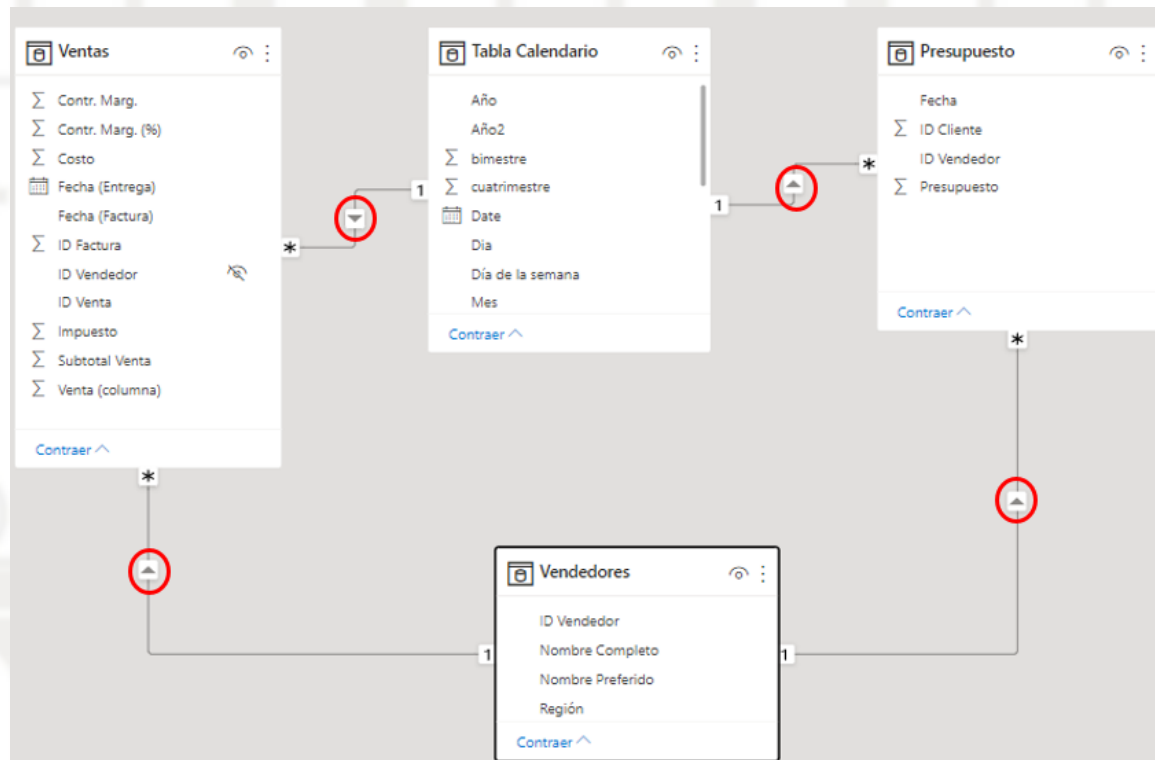 Ventas
Contr. Marg.
Contr. Marg. (%)
Costo
Fecha (Entrega)
Fecha (Factura)
ID Factura
ID Vendedor
ID Venta
Impuesto
Subtotal Venta
Venta (columna)
Contraer
Tabla Calendario
Año
Año2
bimestre
cuatrimestre
Date
Dia
Día de la semana
Mes
Contraer
Presupuesto
Fecha
ID Cliente
ID Vendedor
Presupuesto
Contraer
1
*
1
*
*
*
Vendedores
ID Vendedor
Nombre Completo
Nombre Preferido
Región
Contraer
1
1